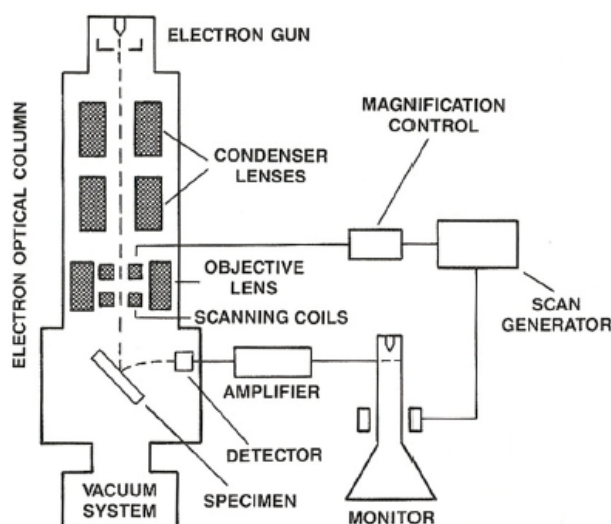 ELECTRON GUN
ELECTRON OPTICAL COLUMN
MAGNIFICATION
CONTROL
CONDENSER
LENSES
OBJECTIVE
LENS
SCANNING COILS
SCAN
GENERATOR
AMPLIFIER
DETECTOR
SPECIMEN
VACUUM
SYSTEM
MONITOR